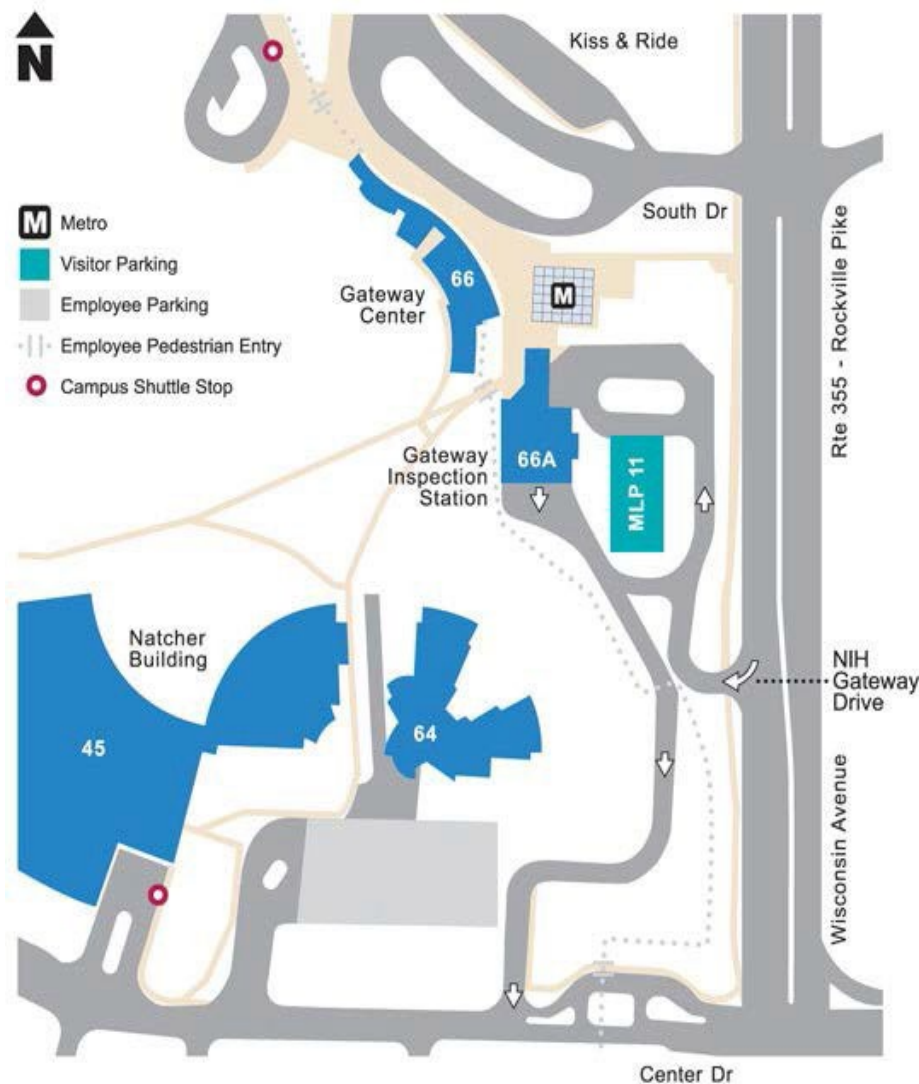 N
Kiss & Ride
M
Metro
Visitor Parking
Employee Parking
Employee Pedestrian Entry
Campus Shuttle Stop
South Dr
Rte 355 - Rockville Pike
66
Gateway
Center
M
Gateway
Inspection
Station
66A
MLP 11
Natcher
Building
45
64
NIH
Gateway
Drive
Wisconsin Avenue
Center Dr